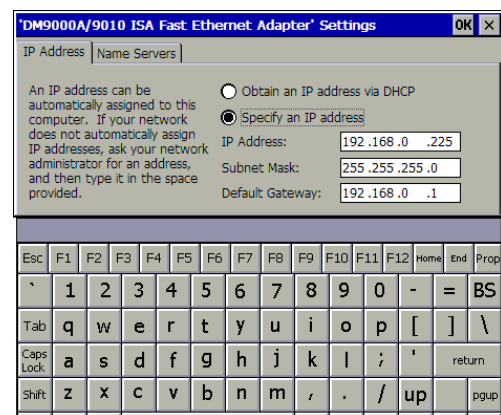 'DM9000A/9010 ISA Fast Ethernet Adapter' Settings OK ×
IP Address Name Servers
An IP address can be
automatically assigned to this
computer. If your network
does not automatically assign
IP addresses, ask your network
administrator for an address,
and then type it in the space
provided.
Obtain an IP address via DHCP
Specify an IP address
IP Address: 192 .168 .0 .225
Subnet Mask: 255 .255 .255 .0
Default Gateway: 192 .168 .0 .1
Esc F1 F2 F3 F4 F5 F6 F7 F8 F9 F10 F11 F12 Home End Prop
` 1 2 3 4 5 6 7 8 9 0 - = BS
Tab q w e r t y u i o p [ ] \
Caps Lock a s d f g h j k l ; ' return
Shift z x c v b n m , . / up pgup